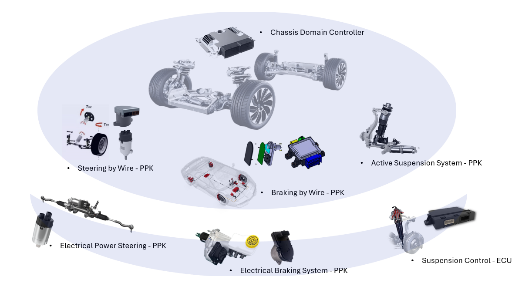 • Chassis Domain Controller
• Steering by Wire - PPK
• Active Suspension System - PPK
• Braking by Wire - PPK
• Electrical Power Steering - PPK
• Suspension Control - ECU
• Electrical Braking System - PPK